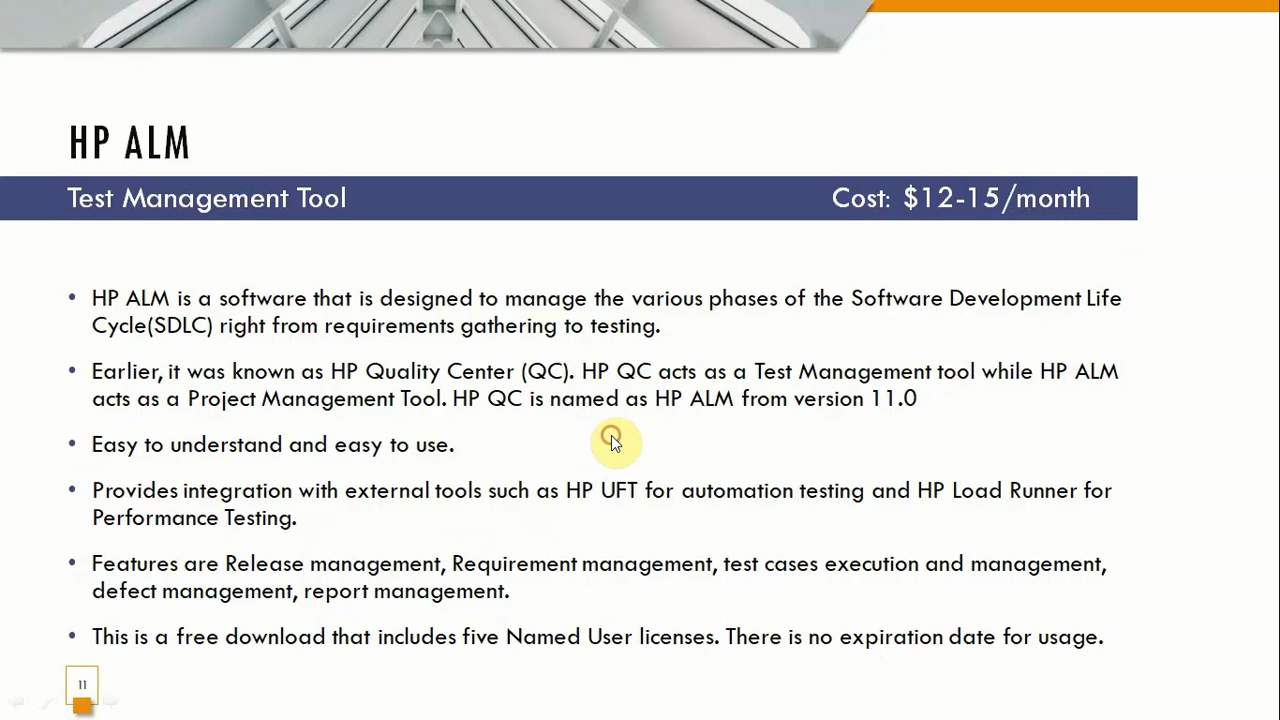 HP ALM
Test Management Tool
Cost: $12-15/month
• HP ALM is a software that is designed to manage the various phases of the Software Development Life
Cycle(SDLC) right from requirements gathering to testing.
• Earlier, it was known as HP Quality Center (QC). HP QC acts as a Test Management tool while HP ALM
acts as a Project Management Tool. HP QC is named as HP ALM from version 11.0
• Easy to understand and easy to use.
• Provides integration with external tools such as HP UFT for automation testing and HP Load Runner for
Performance Testing.
• Features are Release management, Requirement management, test cases execution and management,
defect management, report management.
• This is a free download that includes five Named User licenses. There is no expiration date for usage.
11